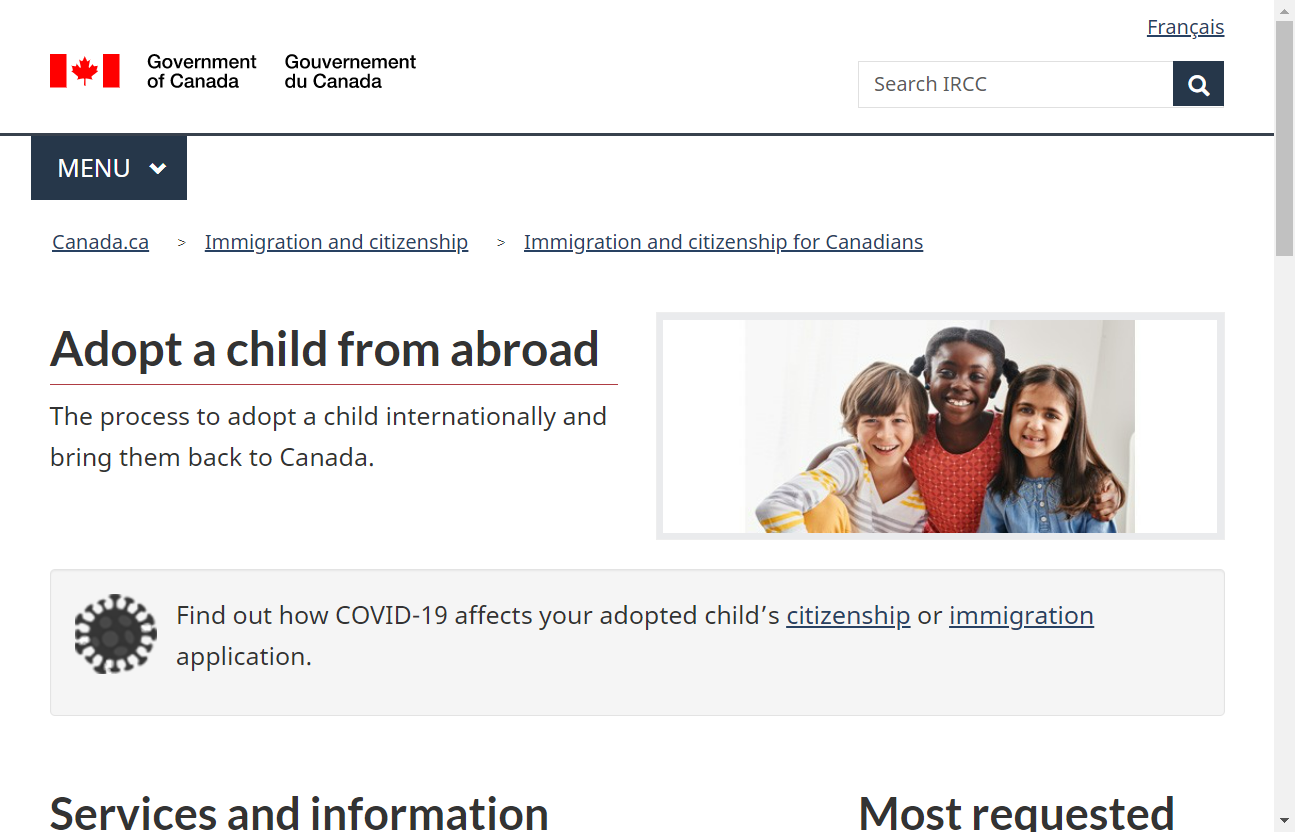 Français
Government of Canada
Gouvernement du Canada
Search IRCC
MENU
Canada.ca > Immigration and citizenship > Immigration and citizenship for Canadians
Adopt a child from abroad
The process to adopt a child internationally and
bring them back to Canada.
Find out how COVID-19 affects your adopted child’s citizenship or immigration
application.
Services and information
Most requested